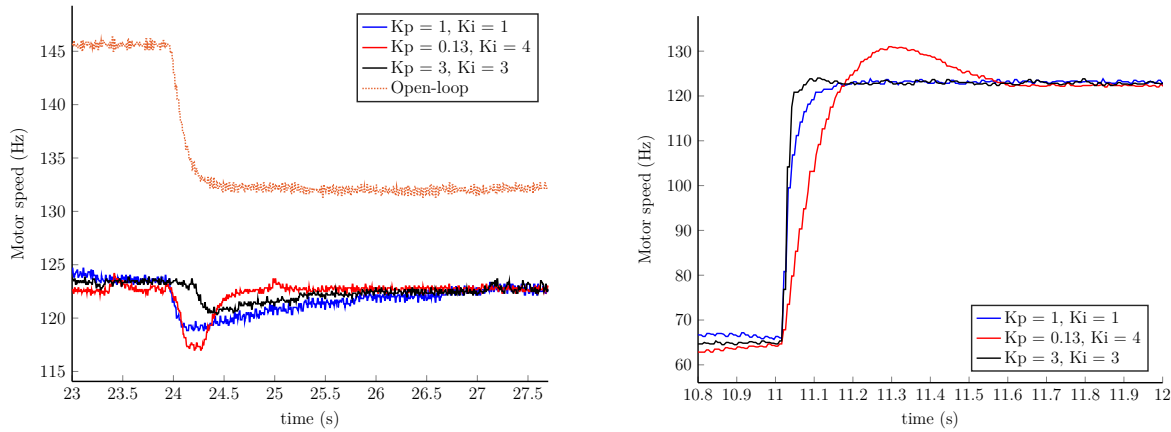 Kp = 1, Ki = 1
Kp = 0.13, Ki = 4
Kp = 3, Ki = 3
Open-loop
Motor speed (Hz)
145
140
135
130
125
120
115
23 23.5 24 24.5 25 25.5 26 26.5 27 27.5
time (s)
Motor speed (Hz)
130
120
110
100
90
80
70
60
Kp = 1, Ki = 1
Kp = 0.13, Ki = 4
Kp = 3, Ki = 3
10.8 10.9 11 11.1 11.2 11.3 11.4 11.5 11.6 11.7 11.8 11.9 12
time (s)